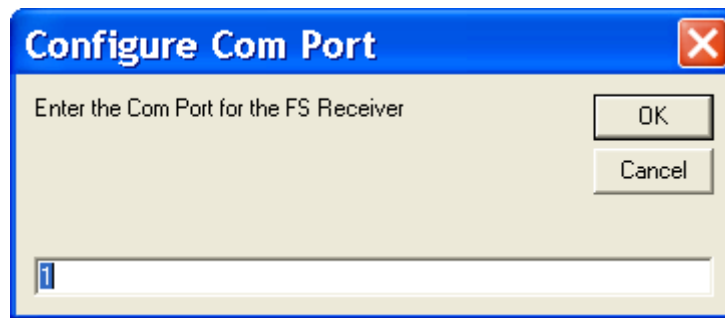 Configure Com Port
Enter the Com Port for the FS Receiver
OK
Cancel
1